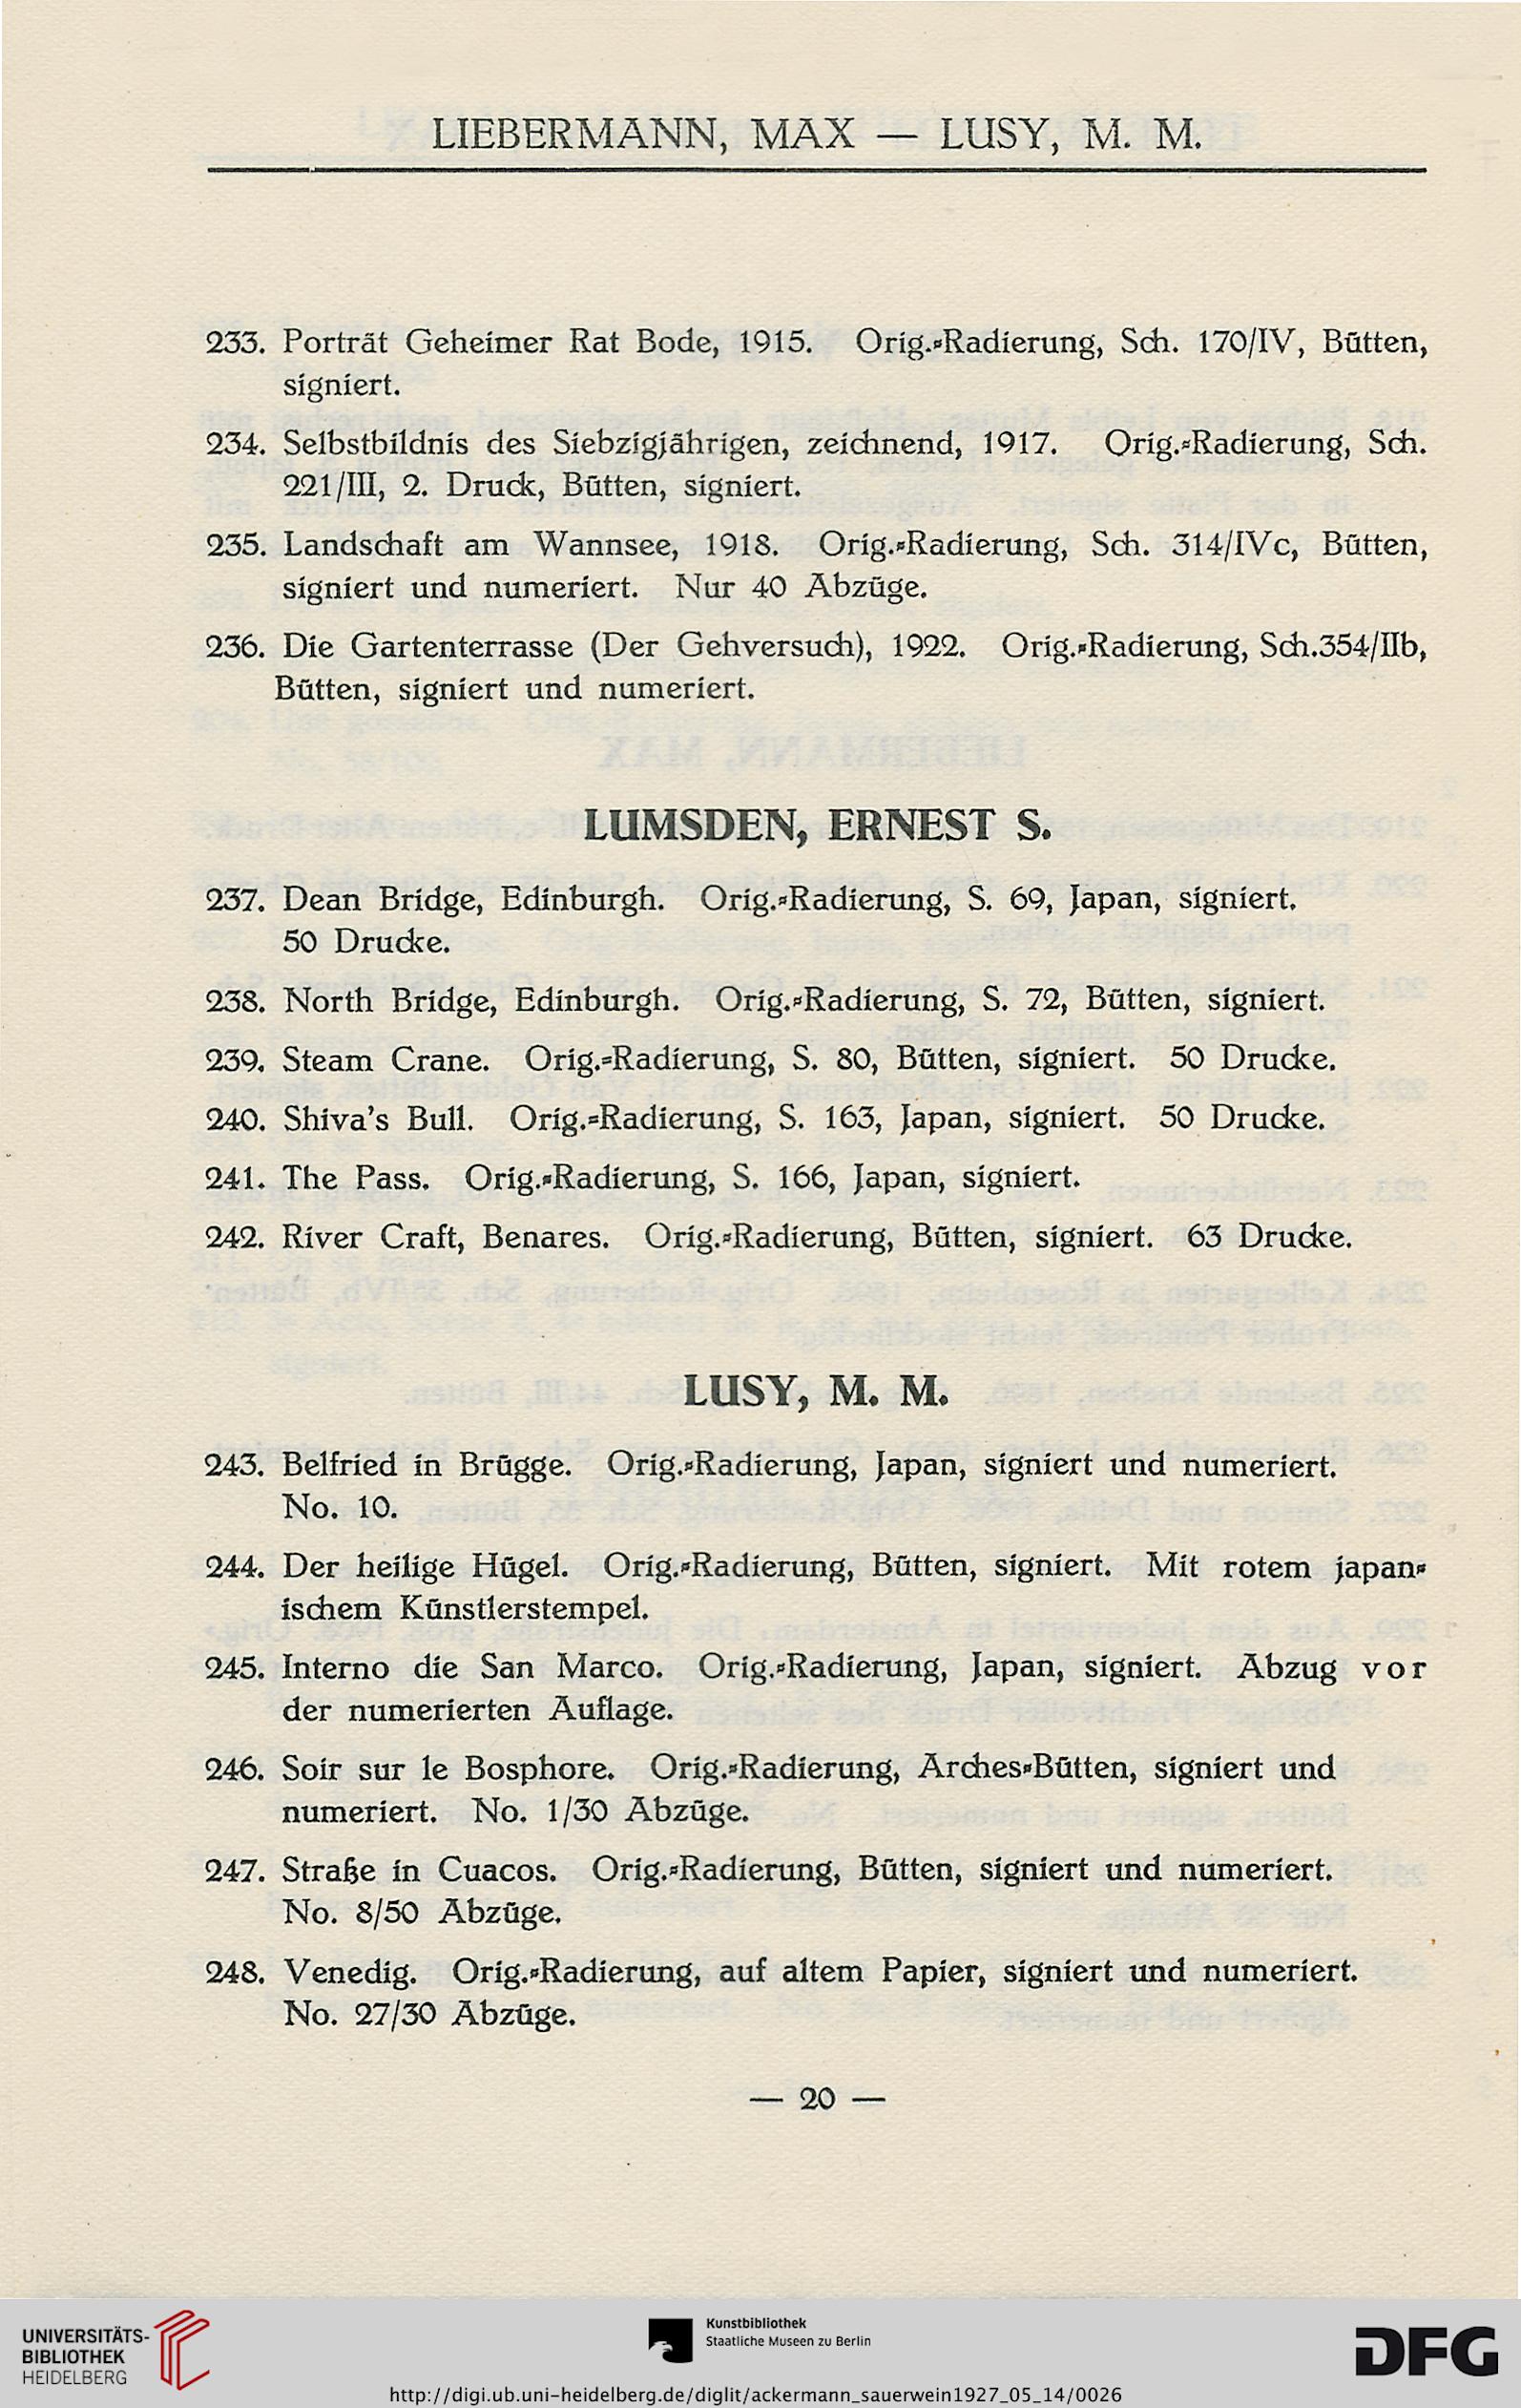 LIEBERMANN, MAX — LUSY, M. M.
233. Porträt Geheimer Rat Bode, 1915. Orig.-Radierung, Sch. 170/IV, Bütten,
signiert.
234. Selbstbildnis des Siebzigjährigen, zeichnend, 1917. Orig.-Radierung, Sch.
221/III, 2. Druck, Bütten, signiert.
235. Landschaft am Wannsee, 1918. Orig.-Radierung, Sch. 314/IVc, Bütten,
signiert und numeriert. Nur 40 Abzüge.
236. Die Gartenterrasse (Der Gehversuch), 1922. Orig.-Radierung, Sch.354/IIb,
Bütten, signiert und numeriert.
LUMSDEN, ERNEST S.
237. Dean Bridge, Edinburgh. Orig.-Radierung, S. 69, Japan, signiert.
50 Drucke.
238. North Bridge, Edinburgh. Orig.-Radierung, S. 72, Bütten, signiert.
239. Steam Crane. Orig.-Radierung, S. 80, Bütten, signiert. 50 Drucke.
240. Shiva's Bull. Orig.-Radierung, S. 163, Japan, signiert. 50 Drucke.
241. The Pass. Orig.-Radierung, S. 166, Japan, signiert.
242. River Craft, Benares. Orig.-Radierung, Bütten, signiert. 63 Drucke.
LUSY, M. M.
243. Belfried in Brügge. Orig.-Radierung, Japan, signiert und numeriert.
No. 10.
244. Der heilige Hügel. Orig.-Radierung, Bütten, signiert. Mit rotem japan-
ischem Künstlerstempel.
245. Interno die San Marco. Orig.-Radierung, Japan, signiert. Abzug vor
der numerierten Auflage.
246. Soir sur le Bosphore. Orig.-Radierung, Arches-Bütten, signiert und
numeriert. No. 1/30 Abzüge.
247. Straße in Cuacos. Orig.-Radierung, Bütten, signiert und numeriert.
No. 8/50 Abzüge.
248. Venedig. Orig.-Radierung, auf altem Papier, signiert und numeriert.
No. 27/30 Abzüge.
— 20 —
UNIVERSITÄTS-
BIBLIOTHEK
HEIDELBERG
Kunstbibliothek
Staatliche Museen zu Berlin
DFG
http://digi.ub.uni-heidelberg.de/diglit/ackermann_sauerwein1927_05_14/0026